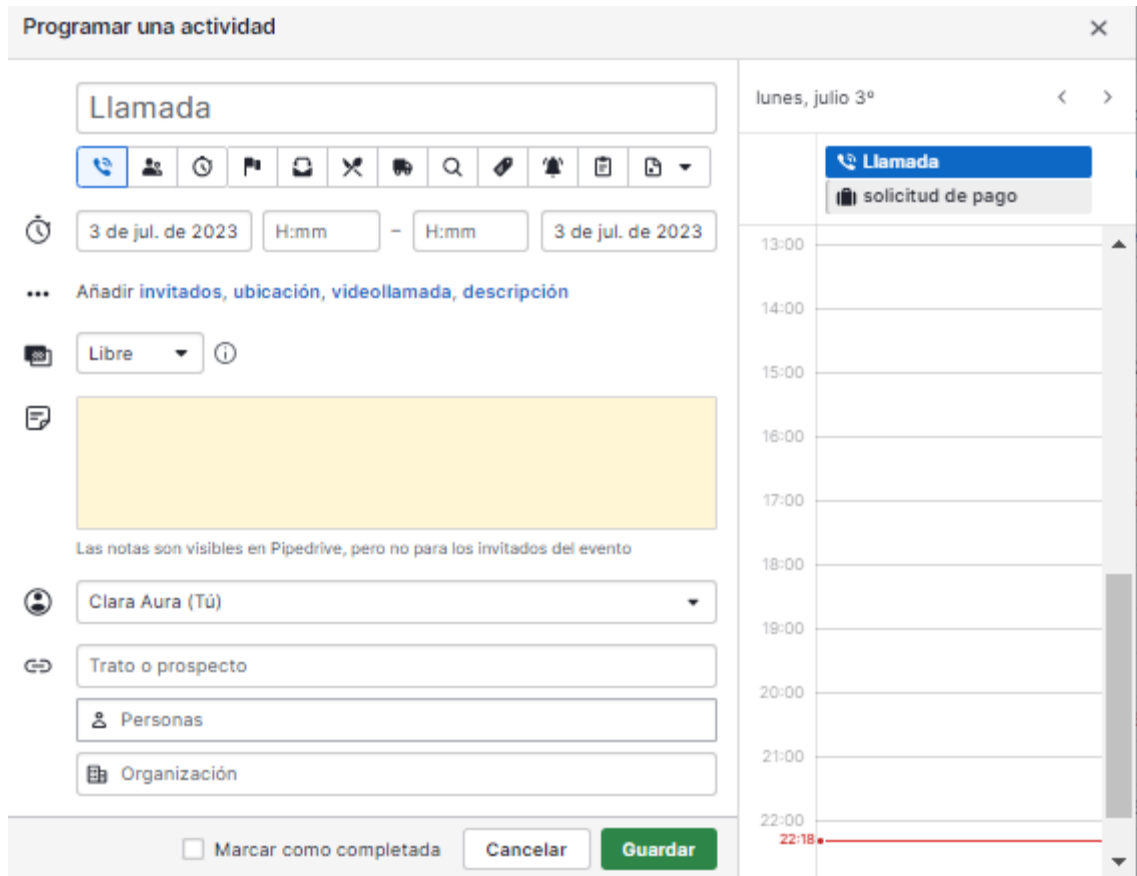 Programar una actividad
Llamada
3 de jul. de 2023 H:mm – H:mm 3 de jul. de 2023
Añadir invitados, ubicación, videollamada, descripción
Libre
Las notas son visibles en Pipedrive, pero no para los invitados del evento
Clara Aura (Tú)
Trato o prospecto
Personas
Organización
Marcar como completada Cancelar Guardar
lunes, julio 3º
Llamada
solicitud de pago
13:00
14:00
15:00
16:00
17:00
18:00
19:00
20:00
21:00
22:00
22:18